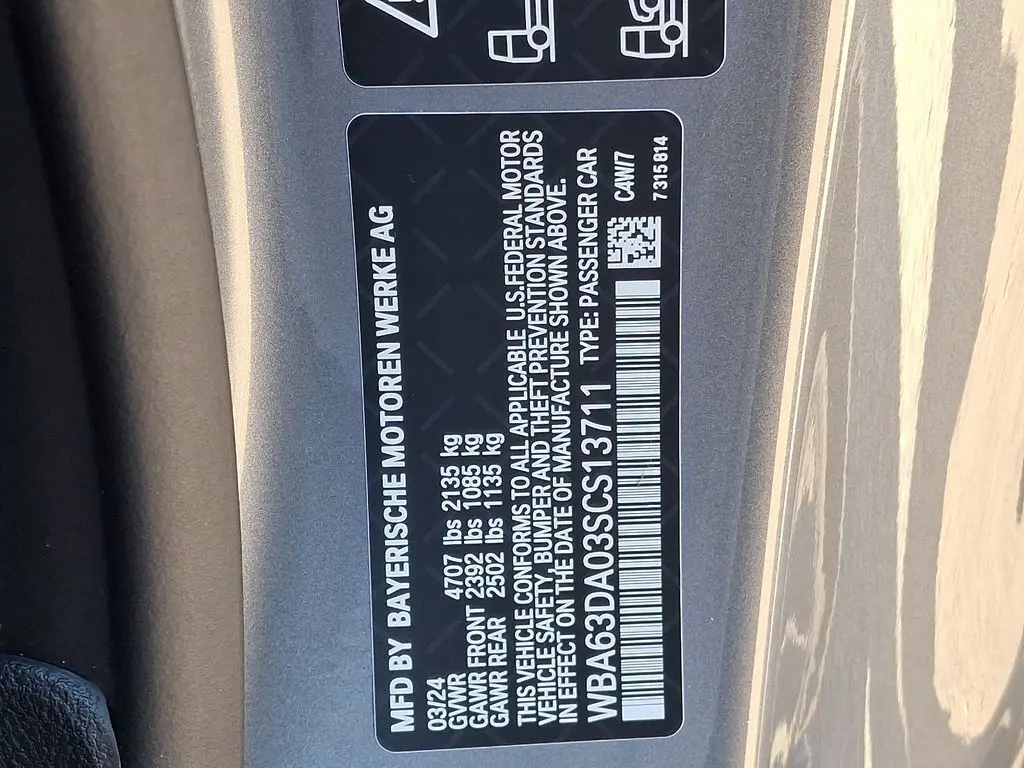 MFD BY BAYERISCHE MOTOREN WERKE AG
03/24
GVWR 4707 lbs 2135 kg
GAWR FRONT 2392 lbs 1085 kg
GAWR REAR 2502 lbs 1135 kg
THIS VEHICLE CONFORMS TO ALL APPLICABLE U.S.FEDERAL MOTOR
VEHICLE SAFETY, BUMPER AND THEFT PREVENTION STANDARDS
IN EFFECT ON THE DATE OF MANUFACTURE SHOWN ABOVE.
WBA63DA03SCS13711 TYPE: PASSENGER CAR
C4W/7
7315814